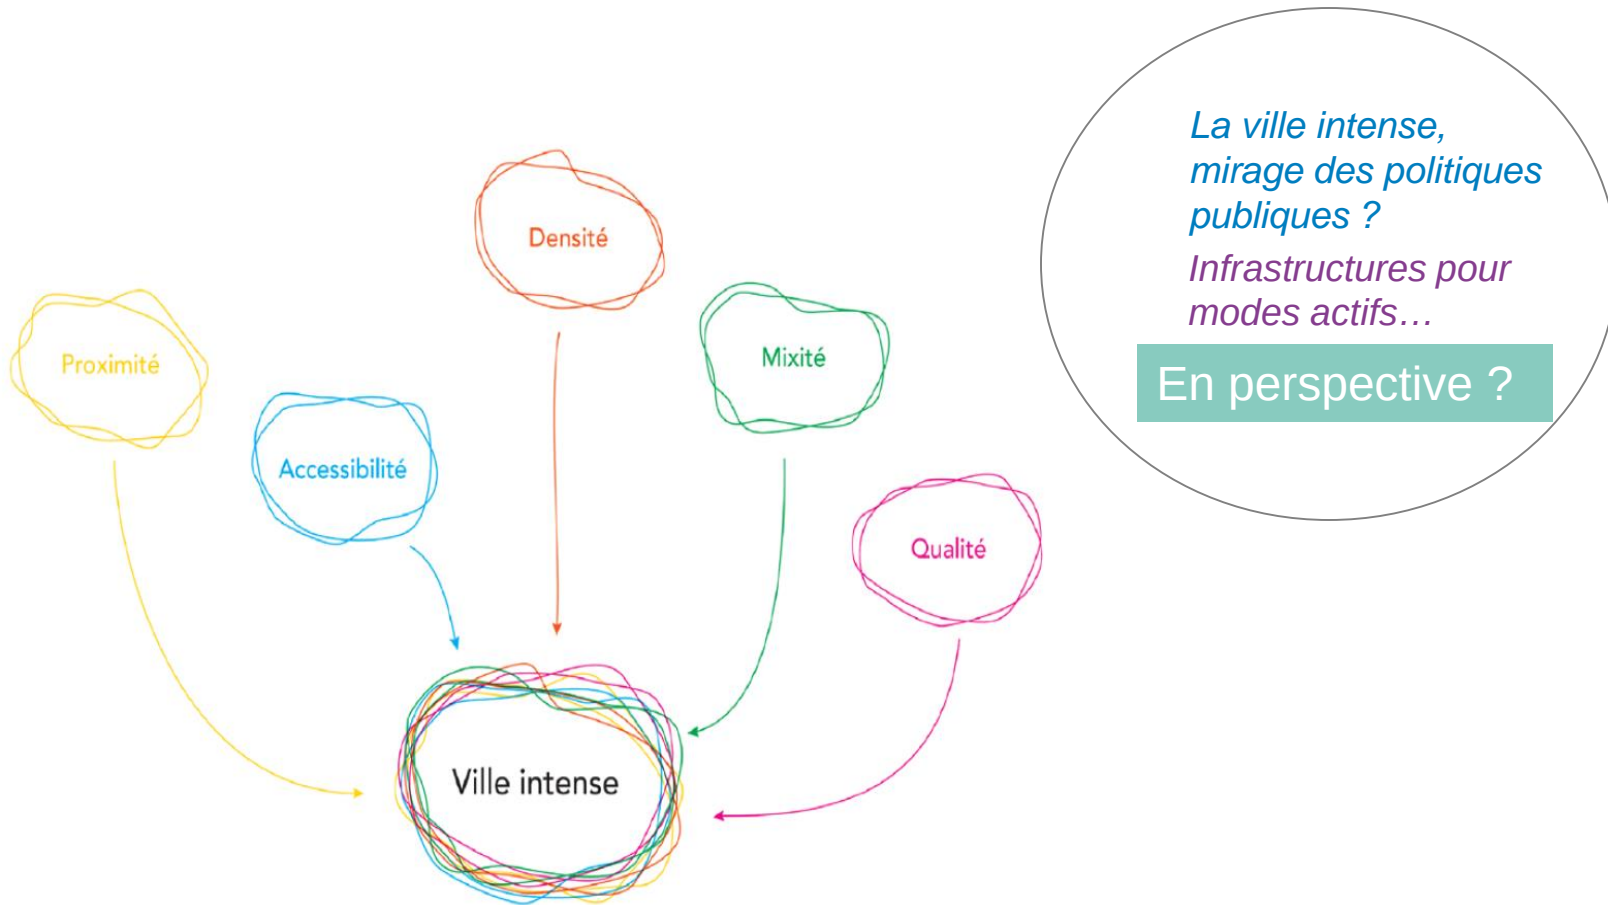 La ville intense,
mirage des politiques
publiques ?
Infrastructures pour
modes actifs…
En perspective ?
Densité
Proximité
Mixité
Accessibilité
Qualité
Ville intense